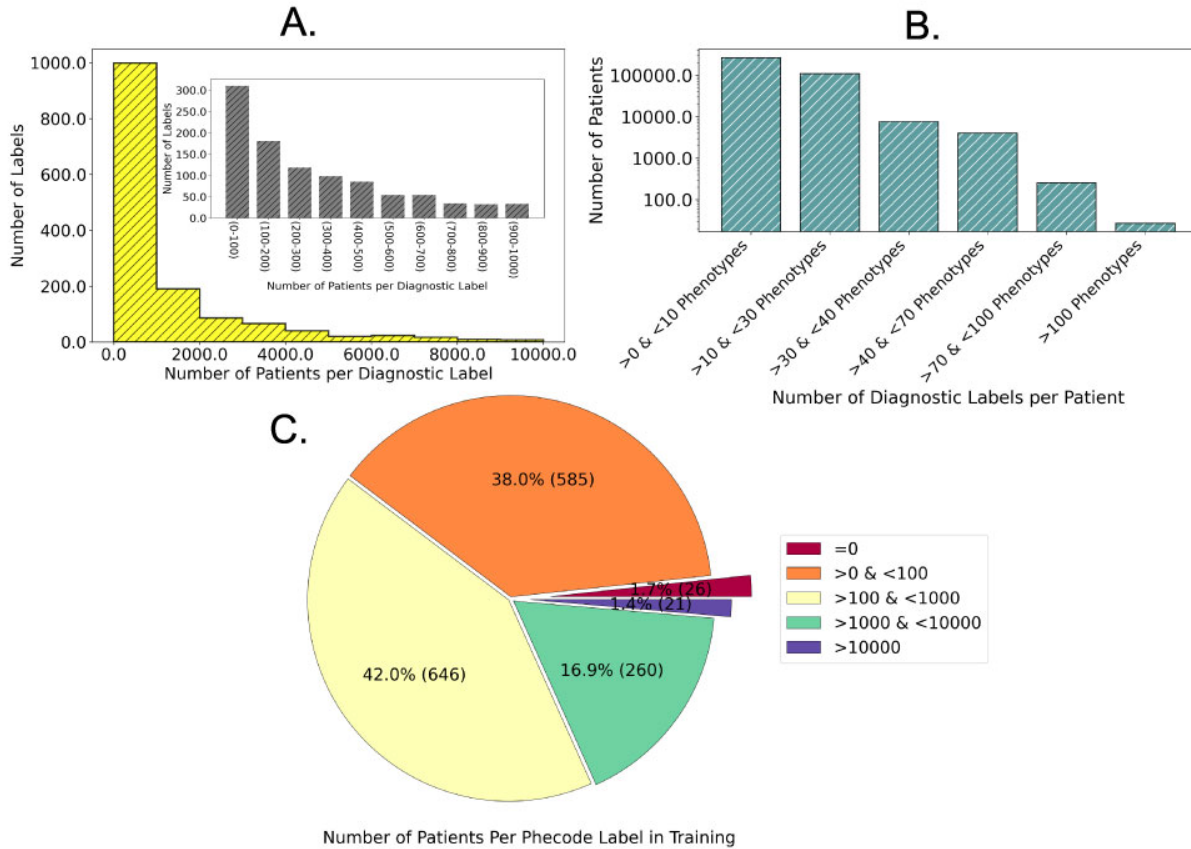 A.
1000.0
800.0
600.0
400.0
200.0
0.0
Number of Labels
0.0
2000.0
4000.0
6000.0
8000.0
10000.0
Number of Patients per Diagnostic Label
300.0
250.0
200.0
150.0
100.0
50.0
0.0
Number of Labels
(0-100)
(100-200)
(200-300)
(300-400)
(400-500)
(500-600)
(600-700)
(700-800)
(800-900)
(900-1000)
Number of Patients per Diagnostic Label
B.
100000.0
10000.0
1000.0
100.0
Number of Patients
>0 & <10 Phenotypes
>10 & <30 Phenotypes
>30 & <40 Phenotypes
>40 & <70 Phenotypes
>70 & <100 Phenotypes
>100 Phenotypes
Number of Diagnostic Labels per Patient
C.
38.0% (585)
1.7% (26)
1.4% (21)
42.0% (646)
16.9% (260)
=0
>0 & <100
>100 & <1000
>1000 & <10000
>10000
Number of Patients Per Phecode Label in Training